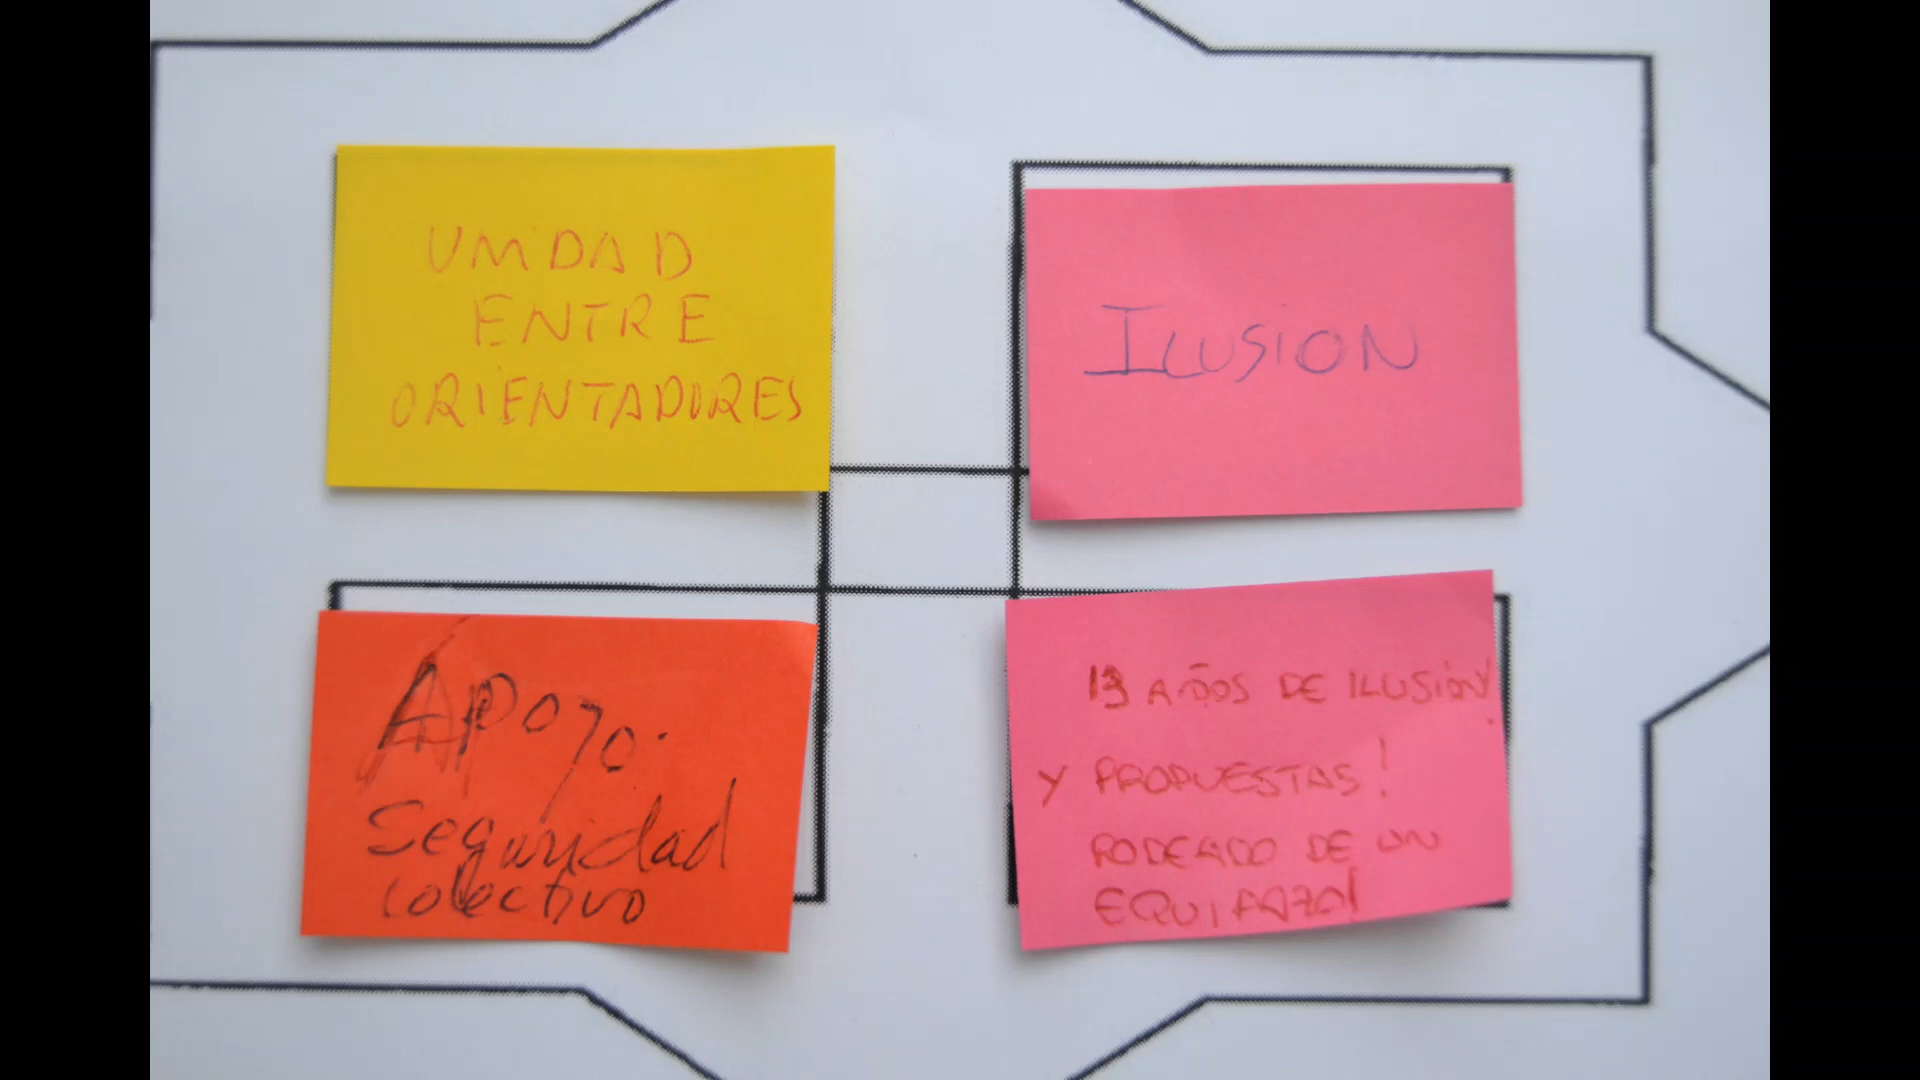 UNIDAD
ENTRE
ORIENTADORES
ILUSION
Apoyo.
Seguridad
colectivo
13 AÑOS DE ILUSIÓN!
Y PROPUESTAS!
RODEADO DE UN
EQUIPAZO!